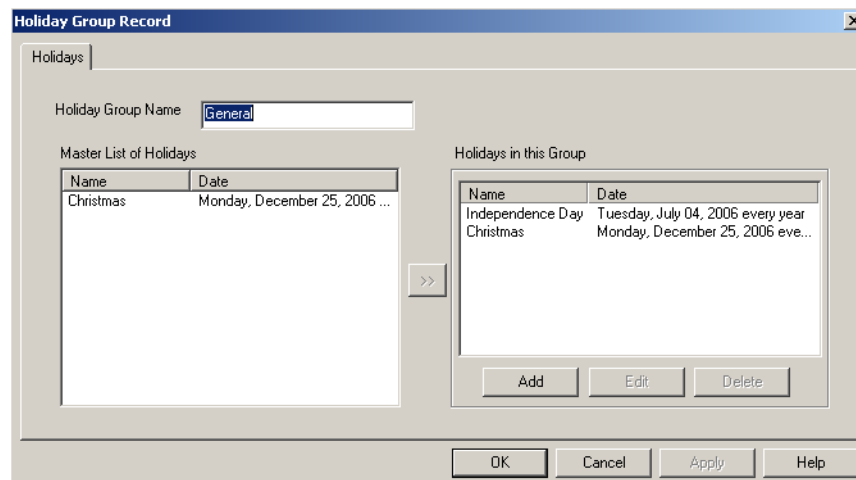 Holiday Group Record
Holidays
Holiday Group Name General
Master List of Holidays
Name Date
Christmas Monday, December 25, 2006 ...
>>
Holidays in this Group
Name Date
Independence Day Tuesday, July 04, 2006 every year
Christmas Monday, December 25, 2006 eve...
Add Edit Delete
OK Cancel Apply Help